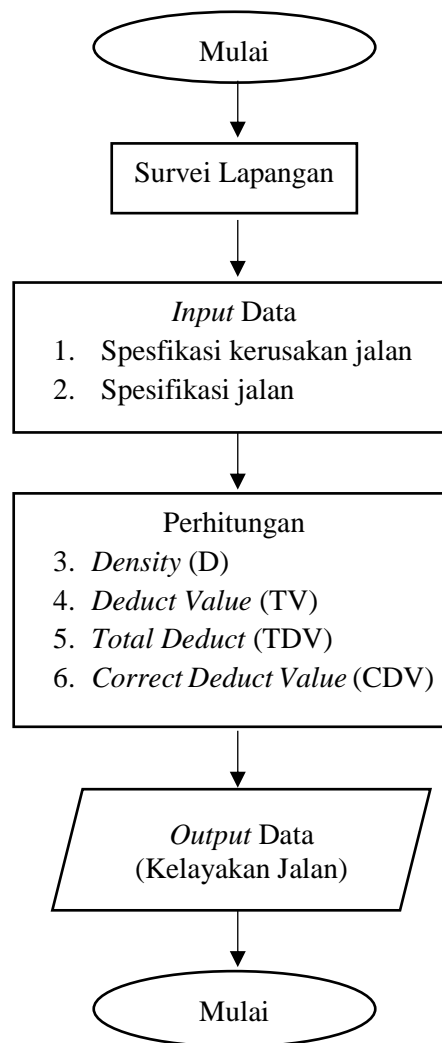 Mulai
Survei Lapangan
Input Data
1. Spesfikasi kerusakan jalan
2. Spesifikasi jalan
Perhitungan
3. Density (D)
4. Deduct Value (TV)
5. Total Deduct (TDV)
6. Correct Deduct Value (CDV)
Output Data
(Kelayakan Jalan)
Mulai